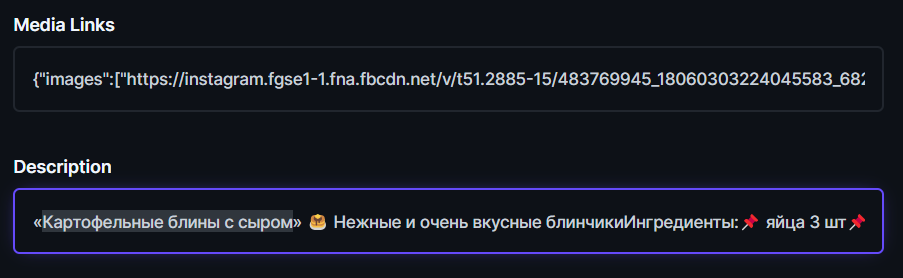 Media Links
{"images":["https://instagram.fgse1-1.fna.fbcdn.net/v/t51.2885-15/483769945_18060303224045583_682
Description
«Картофельные блины с сыром» 🥞 Нежные и очень вкусные блинчикиИнгредиенты:📌 яйца 3 шт📌